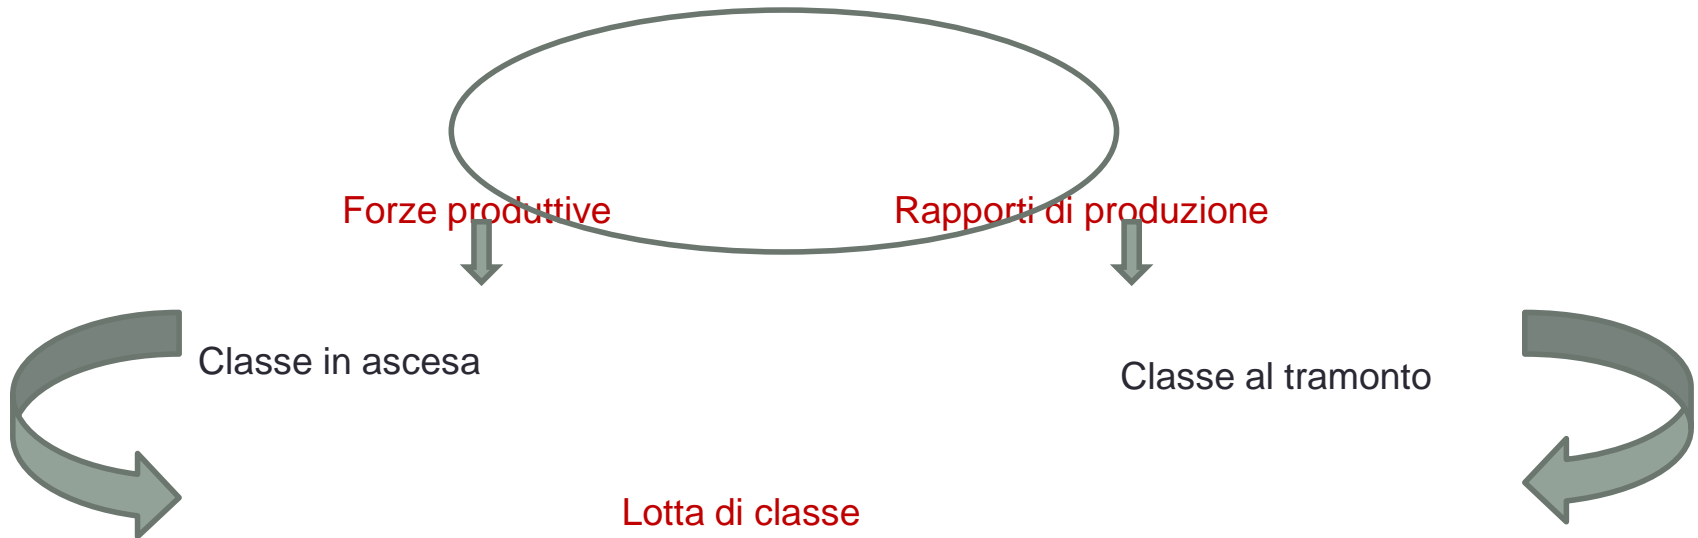 Forze produttive
Rapporti di produzione
Classe in ascesa
Classe al tramonto
Lotta di classe